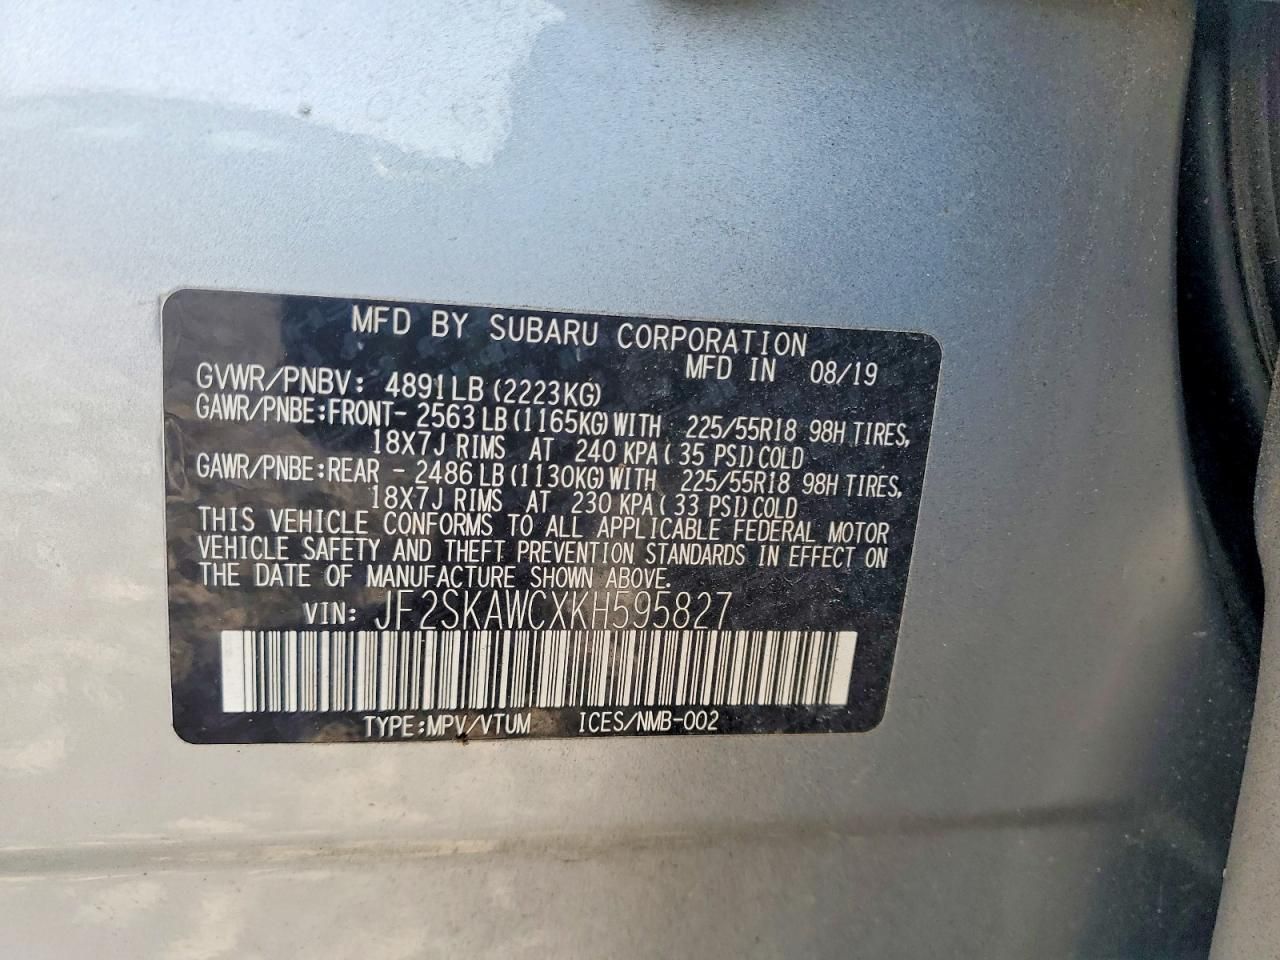 MFD BY SUBARU CORPORATION
MFD IN 08/19
GVWR/PNBV: 4891LB (2223KG)
GAWR/PNBE:FRONT- 2563 LB (1165KG) WITH 225/55R18 98H TIRES,
18X7J RIMS AT 240 KPA( 35 PSI) COLD
GAWR/PNBE:REAR - 2486 LB (1130KG) WITH 225/55R18 98H TIRES,
18X7J RIMS AT 230 KPA( 33 PSI) COLD
THIS VEHICLE CONFORMS TO ALL APPLICABLE FEDERAL MOTOR
VEHICLE SAFETY AND THEFT PREVENTION STANDARDS IN EFFECT ON
THE DATE OF MANUFACTURE SHOWN ABOVE.
VIN: JF2SKAWCXKH595827
TYPE:MPV/VTUM ICES/NMB-002